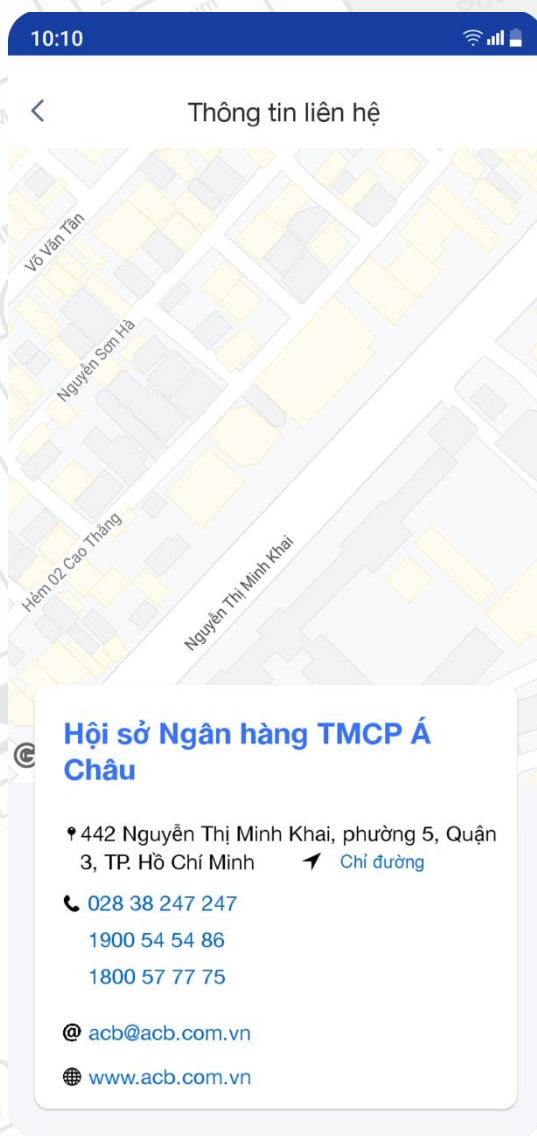 10:10
Thông tin liên hệ
Võ Văn Tần
Nguyễn Sơn Hà
Hẻm 02 Cao Thắng
Nguyễn Thị Minh Khai
Hội sở Ngân hàng TMCP Á
Châu
442 Nguyễn Thị Minh Khai, phường 5, Quận
3, TP. Hồ Chí Minh Chỉ đường
028 38 247 247
1900 54 54 86
1800 57 77 75
@ acb@acb.com.vn
www.acb.com.vn